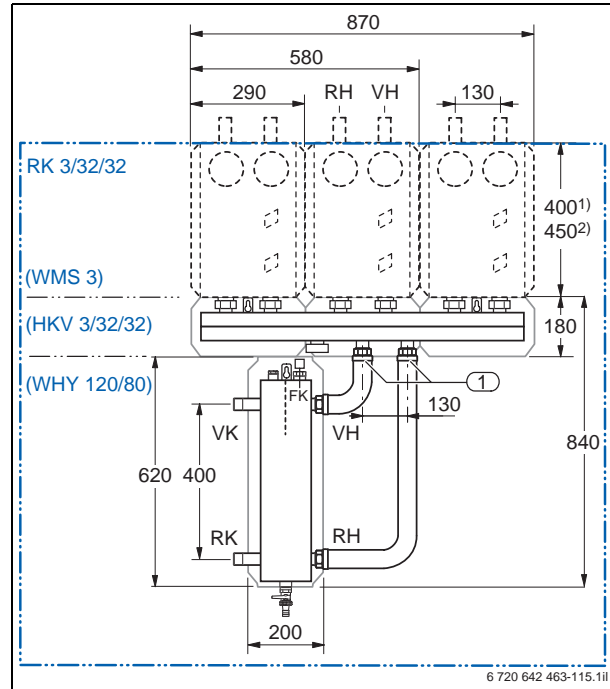 870
580
290
RH
VH
130
RK 3/32/32
400¹⁾
450²⁾
(WMS 3)
(HKV 3/32/32)
180
(WHY 120/80)
FK
1
130
VK
VH
620
400
840
RK
RH
200
6 720 642 463-115.1il